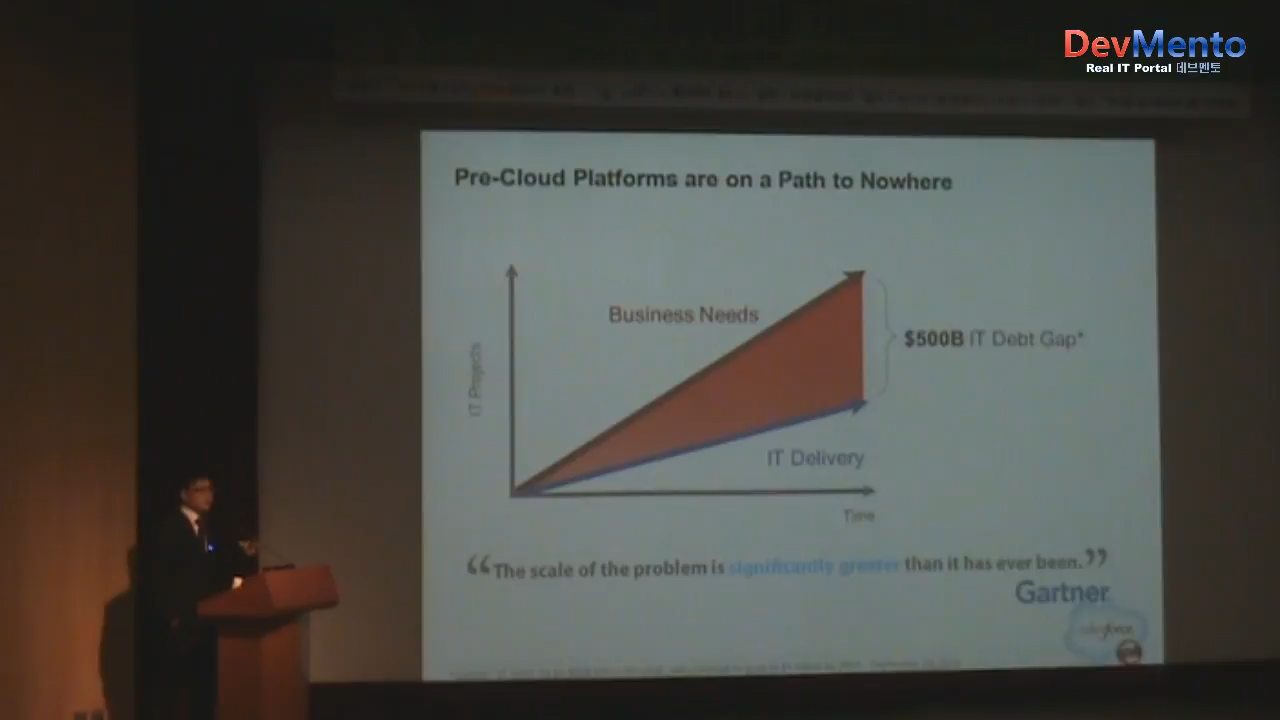 DevMento
Real IT Portal 데브멘토
Pre-Cloud Platforms are on a Path to Nowhere
Business Needs
$500B IT Debt Gap*
IT Projects
IT Delivery
Time
“The scale of the problem is significantly greater than it has ever been.”
Gartner
salesforce